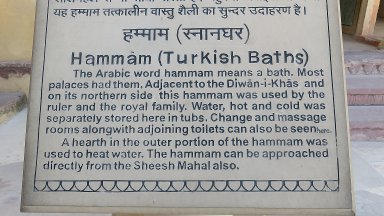 यह हम्माम तत्कालीन वास्तु शैली का सुन्दर उदाहरण है।
हम्माम (स्नानघर)
Hammām (Turkish Baths)
The Arabic word hammam means a bath. Most
palaces had them. Adjacent to the Diwān-i-Khās and
on its northern side this hammam was used by the
ruler and the royal family. Water, hot and cold was
separately stored here in tubs. Change and massage
rooms alongwith adjoining toilets can also be seen here.
A hearth in the outer portion of the hammam was
used to heat water. The hammam can be approached
directly from the Sheesh Mahal also.